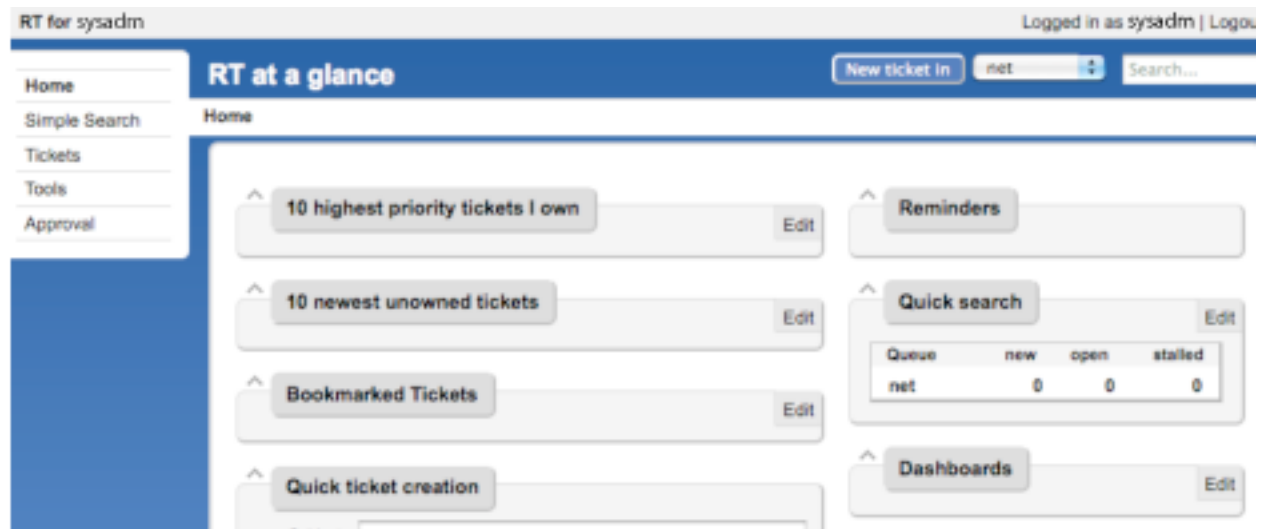 RT for sysadm
Logged in as sysadm | Logou
RT at a glance
New ticket in net Search...
Home
Simple Search
Tickets
Tools
Approval
Home
10 highest priority tickets I own
Edit
10 newest unowned tickets
Edit
Bookmarked Tickets
Edit
Quick ticket creation
Reminders
Quick search
Edit
Queue new open stalled
net 0 0 0
Dashboards
Edit